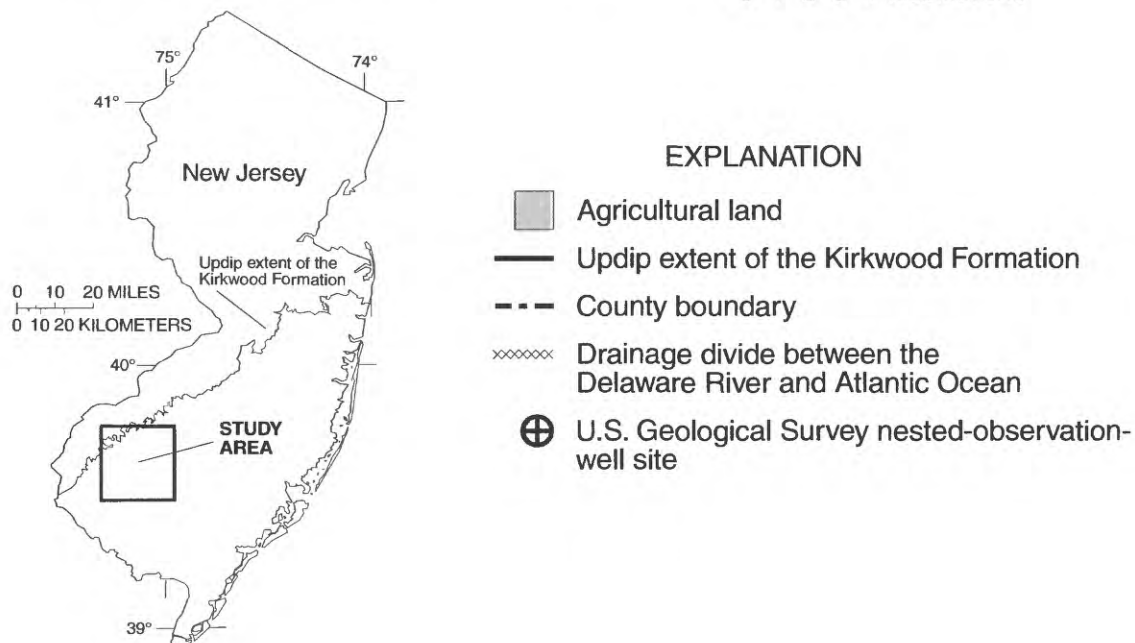 75°
74°
41°
New Jersey
Updip extent of the
Kirkwood Formation
0 10 20 MILES
0 10 20 KILOMETERS
40°
STUDY
AREA
39°
EXPLANATION
Agricultural land
Updip extent of the Kirkwood Formation
County boundary
Drainage divide between the
Delaware River and Atlantic Ocean
U.S. Geological Survey nested-observation-
well site